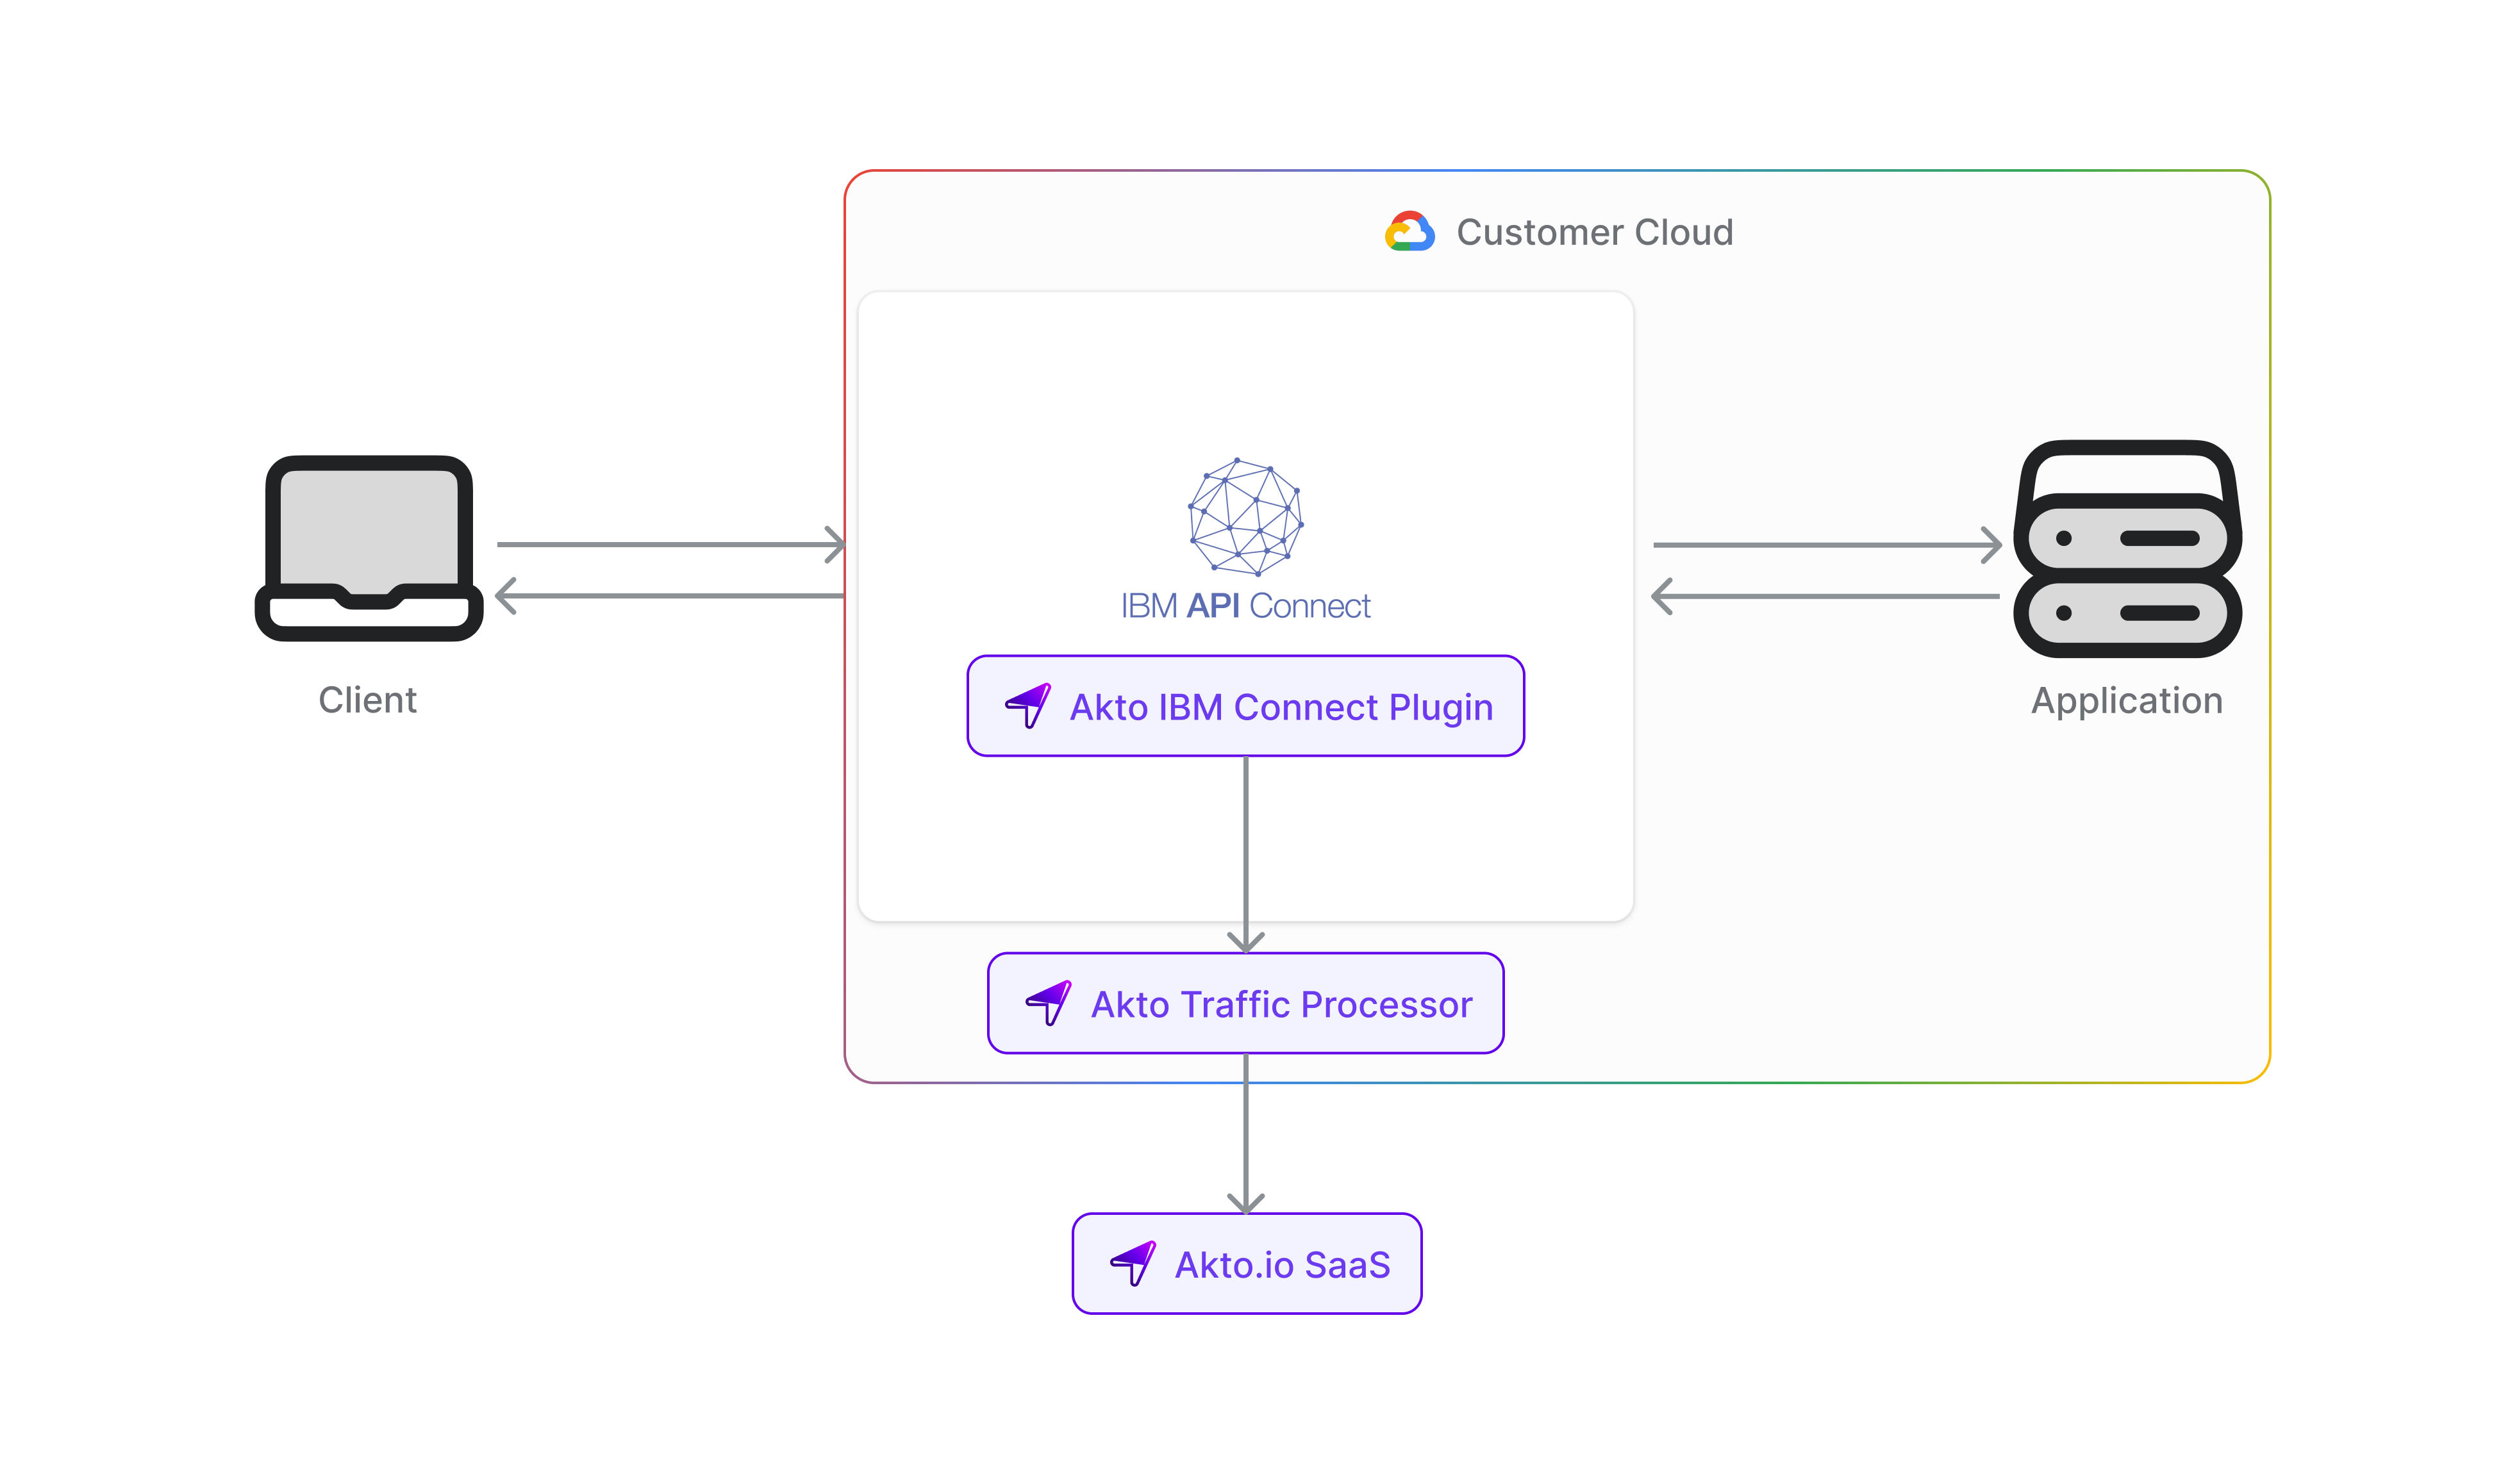 Customer Cloud
IBM API Connect
Client
Akto IBM Connect Plugin
Application
Akto Traffic Processor
Akto.io SaaS